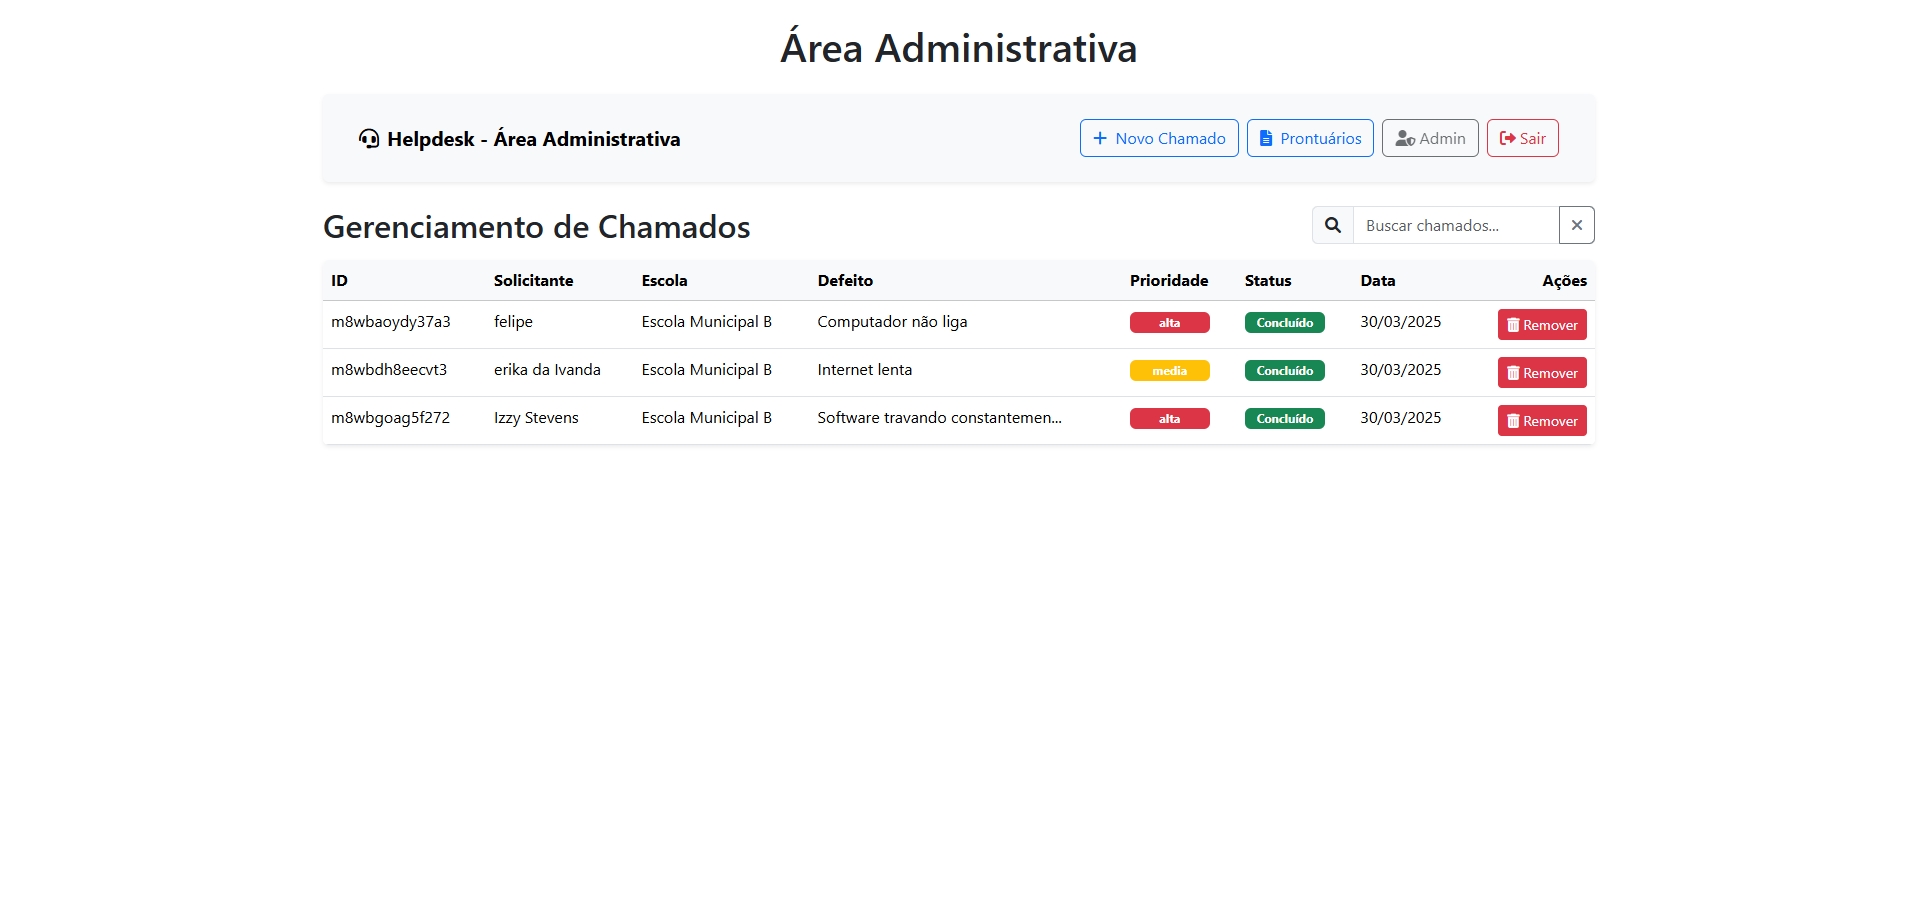 Área Administrativa
Helpdesk - Área Administrativa Novo Chamado Prontuários Admin Sair
Gerenciamento de Chamados Buscar chamados...
ID Solicitante Escola Defeito Prioridade Status Data Ações
m8wbaoydy37a3 felipe Escola Municipal B Computador não liga alta Concluído 30/03/2025 Remover
m8wbdh8eecvt3 erika da Ivanda Escola Municipal B Internet lenta media Concluído 30/03/2025 Remover
m8wbgoag5f272 Izzy Stevens Escola Municipal B Software travando constantemen... alta Concluído 30/03/2025 Remover